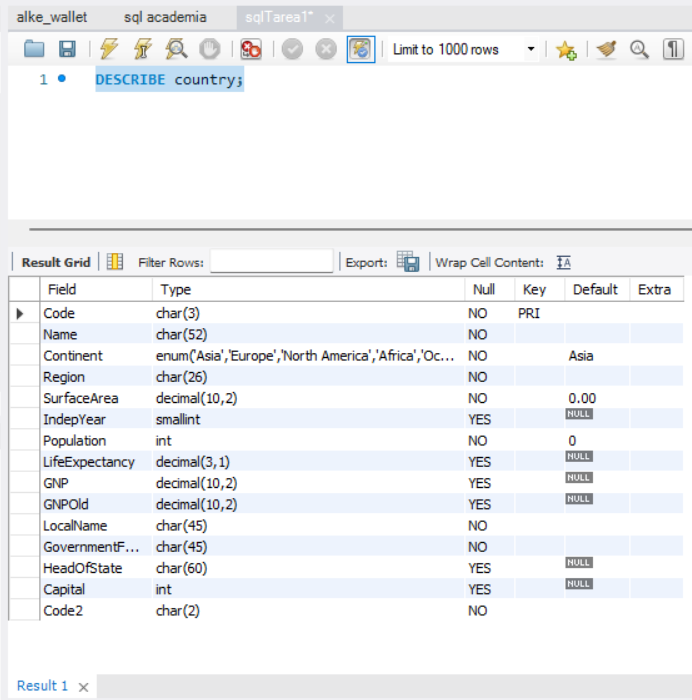 alke_wallet sql academia sqlTarea1*
Limit to 1000 rows
1 DESCRIBE country;
Result Grid Filter Rows: Export: Wrap Cell Content:
Field Type Null Key Default Extra
Code char(3) NO PRI
Name char(52) NO
Continent enum('Asia','Europe','North America','Africa','Oc... NO Asia
Region char(26) NO
SurfaceArea decimal(10,2) NO 0.00
IndepYear smallint YES NULL
Population int NO 0
LifeExpectancy decimal(3,1) YES NULL
GNP decimal(10,2) YES NULL
GNPOld decimal(10,2) YES NULL
LocalName char(45) NO
GovernmentF... char(45) NO
HeadOfState char(60) YES NULL
Capital int YES NULL
Code2 char(2) NO
Result 1